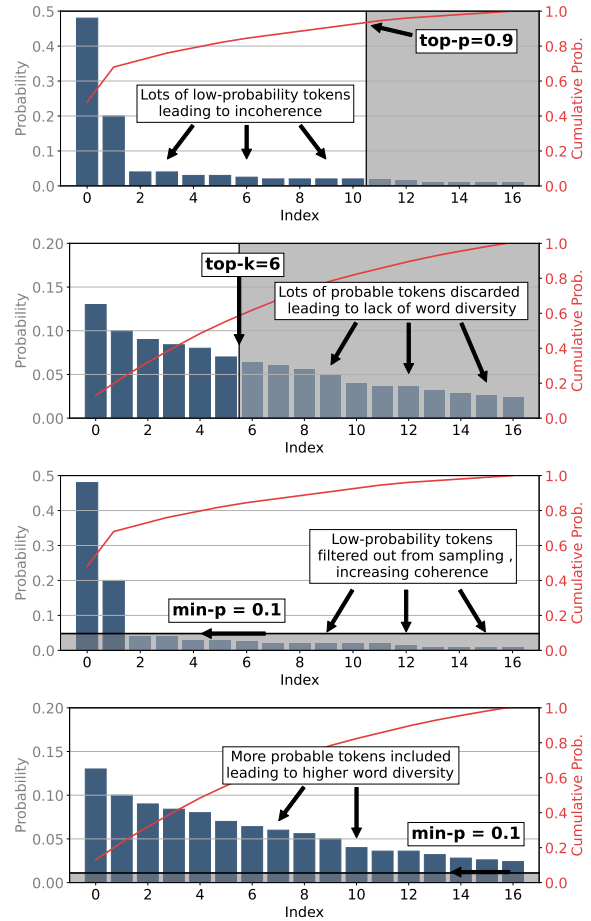 0.5
0.4
0.3
0.2
0.1
0.0
Probability
0 2 4 6 8 10 12 14 16
Index
1.0
0.8
0.6
0.4
0.2
0.0
Cumulative Prob.
top-p=0.9
Lots of low-probability tokens
leading to incoherence
0.20
0.15
0.10
0.05
0.00
Probability
0 2 4 6 8 10 12 14 16
Index
1.0
0.8
0.6
0.4
0.2
0.0
Cumulative Prob.
top-k=6
Lots of probable tokens discarded
leading to lack of word diversity
0.5
0.4
0.3
0.2
0.1
0.0
Probability
0 2 4 6 8 10 12 14 16
Index
1.0
0.8
0.6
0.4
0.2
0.0
Cumulative Prob.
Low-probability tokens
filtered out from sampling ,
increasing coherence
min-p = 0.1
0.20
0.15
0.10
0.05
0.00
Probability
0 2 4 6 8 10 12 14 16
Index
1.0
0.8
0.6
0.4
0.2
0.0
Cumulative Prob.
More probable tokens included
leading to higher word diversity
min-p = 0.1